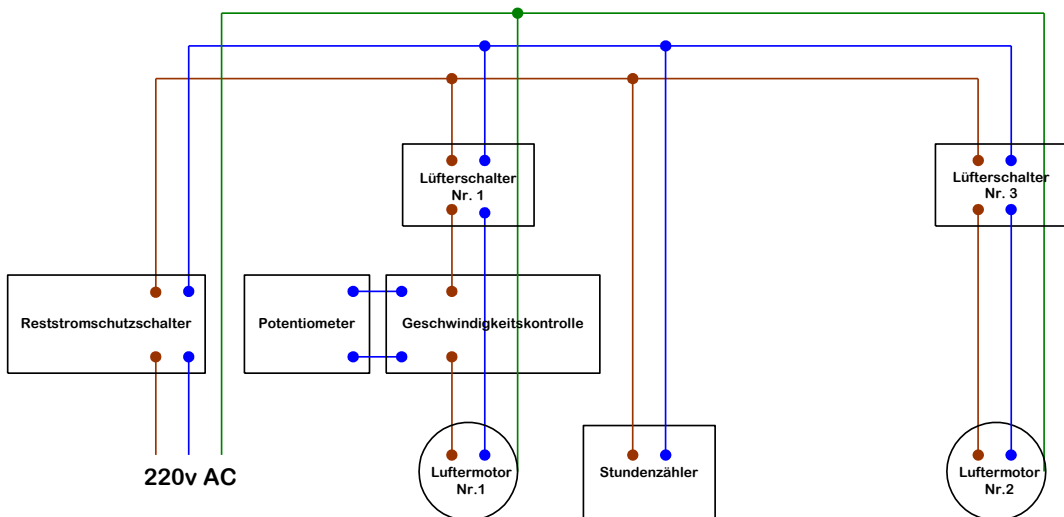 Lüfterschalter
Nr. 1
Lüfterschalter
Nr. 3
Reststromschutzschalter
Potentiometer
Geschwindigkeitskontrolle
220v AC
Luftermotor
Nr.1
Stundenzähler
Luftermotor
Nr.2